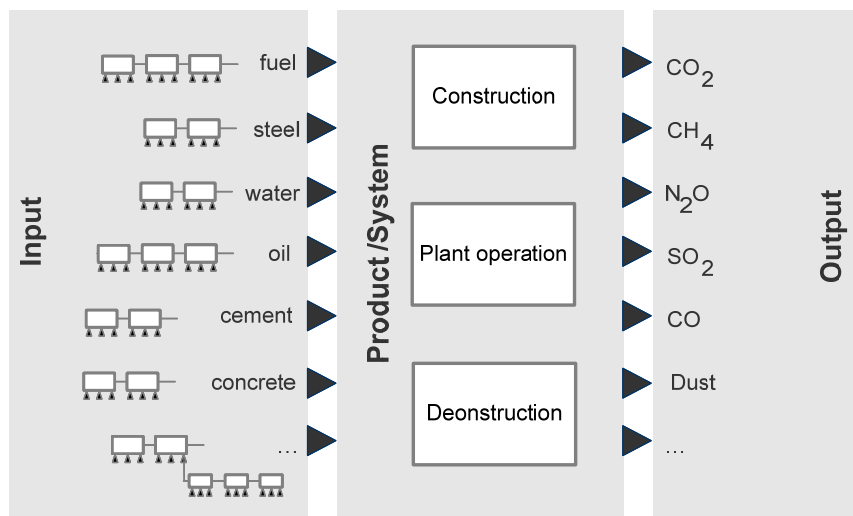 Input
fuel
steel
water
oil
cement
concrete
...
Product/System
Construction
Plant operation
Deonstruction
CO2
CH4
N2O
SO2
CO
Dust
...
Output